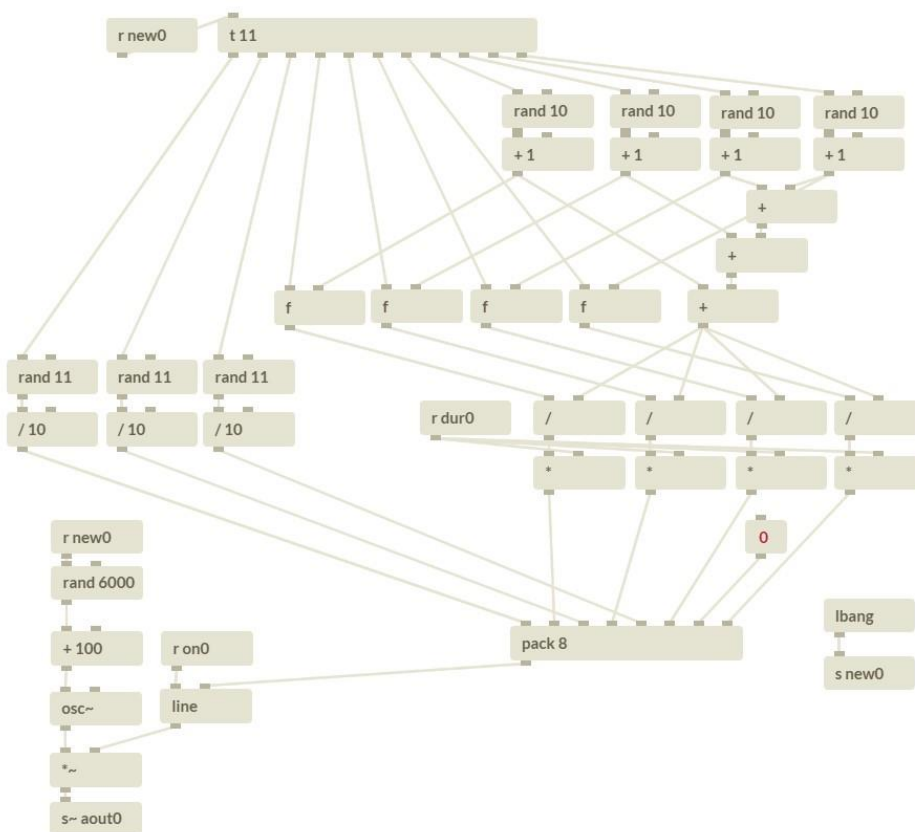 r new0
t 11
rand 10
rand 10
rand 10
rand 10
+ 1
+ 1
+ 1
+ 1
+
+
f
f
f
f
+
rand 11
rand 11
rand 11
/ 10
/ 10
/ 10
r dur0
/
/
/
/
*
*
*
*
r new0
0
rand 6000
lbang
+ 100
r on0
pack 8
s new0
osc~
line
*~
s~ aout0